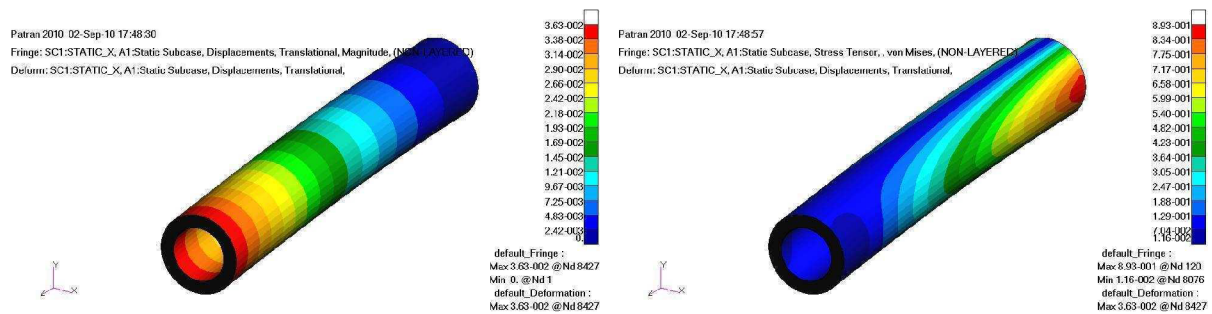 Patran 2010 02-Sep-10 17:48:30
Fringe: SC1:STATIC_X, A1:Static Subcase, Displacements, Translational, Magnitude, (NON-LAYERED)
Deform: SC1:STATIC_X, A1:Static Subcase, Displacements, Translational,
3.63-002
3.38-002
3.14-002
2.90-002
2.66-002
2.42-002
2.18-002
1.93-002
1.69-002
1.45-002
1.21-002
9.67-003
7.25-003
4.83-003
2.42-003
0.
default_Fringe :
Max 3.63-002 @Nd 8427
Min 0. @Nd 1
default_Deformation :
Max 3.63-002 @Nd 8427
Y
Z X
Patran 2010 02-Sep-10 17:48:57
Fringe: SC1:STATIC_X, A1:Static Subcase, Stress Tensor, , von Mises, (NON-LAYERED)
Deform: SC1:STATIC_X, A1:Static Subcase, Displacements, Translational,
8.93-001
8.34-001
7.75-001
7.17-001
6.58-001
5.99-001
5.40-001
4.82-001
4.23-001
3.64-001
3.05-001
2.47-001
1.88-001
1.29-001
7.04-002
1.16-002
default_Fringe :
Max 8.93-001 @Nd 120
Min 1.16-002 @Nd 8076
default_Deformation :
Max 3.63-002 @Nd 8427
Y
Z X